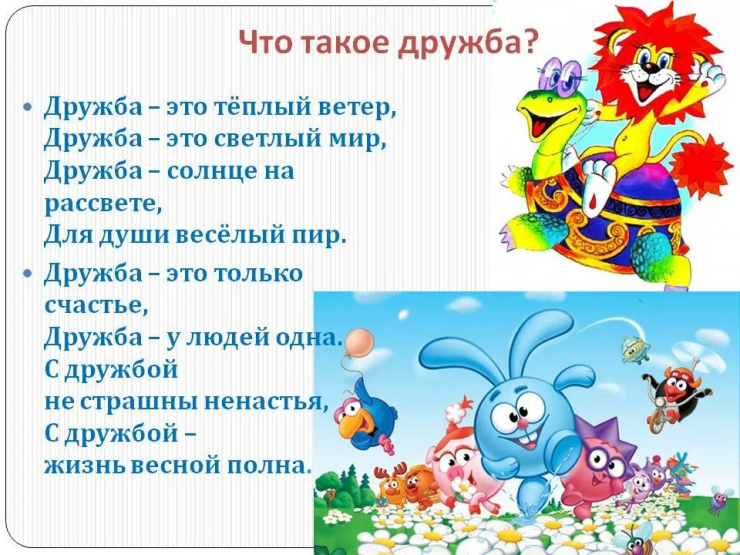 Что такое дружба?
• Дружба – это тёплый ветер,
Дружба – это светлый мир,
Дружба – солнце на
рассвете,
Для души весёлый пир.
• Дружба – это только
счастье,
Дружба – у людей одна.
С дружбой
не страшны ненастья,
С дружбой –
жизнь весной полна.